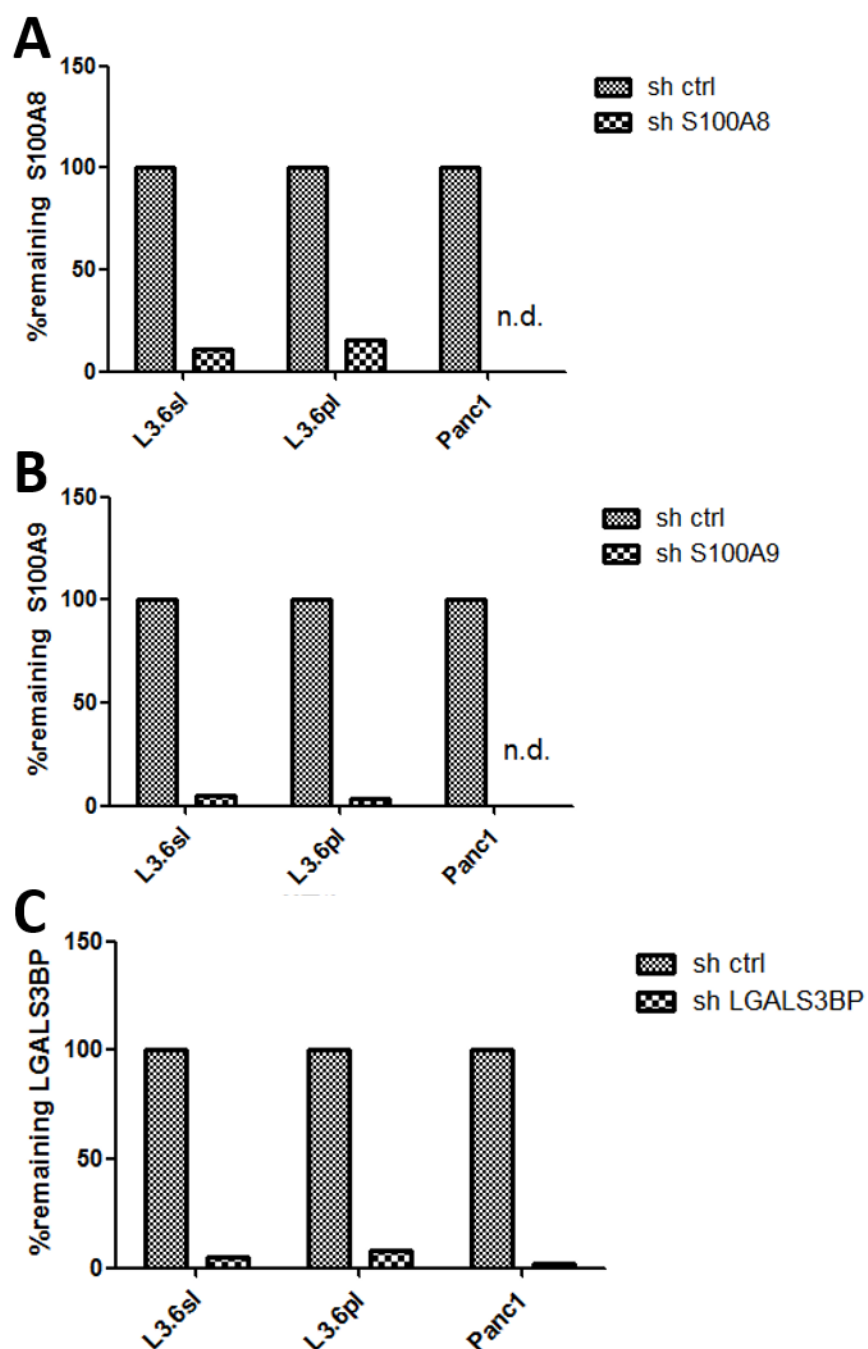 A
150
100
50
0
%remaining S100A8
sh ctrl
sh S100A8
n.d.
L3.6sl
L3.6pl
Panc1
B
150
100
50
0
%remaining S100A9
sh ctrl
sh S100A9
n.d.
L3.6sl
L3.6pl
Panc1
C
150
100
50
0
%remaining LGALS3BP
sh ctrl
sh LGALS3BP
L3.6sl
L3.6pl
Panc1